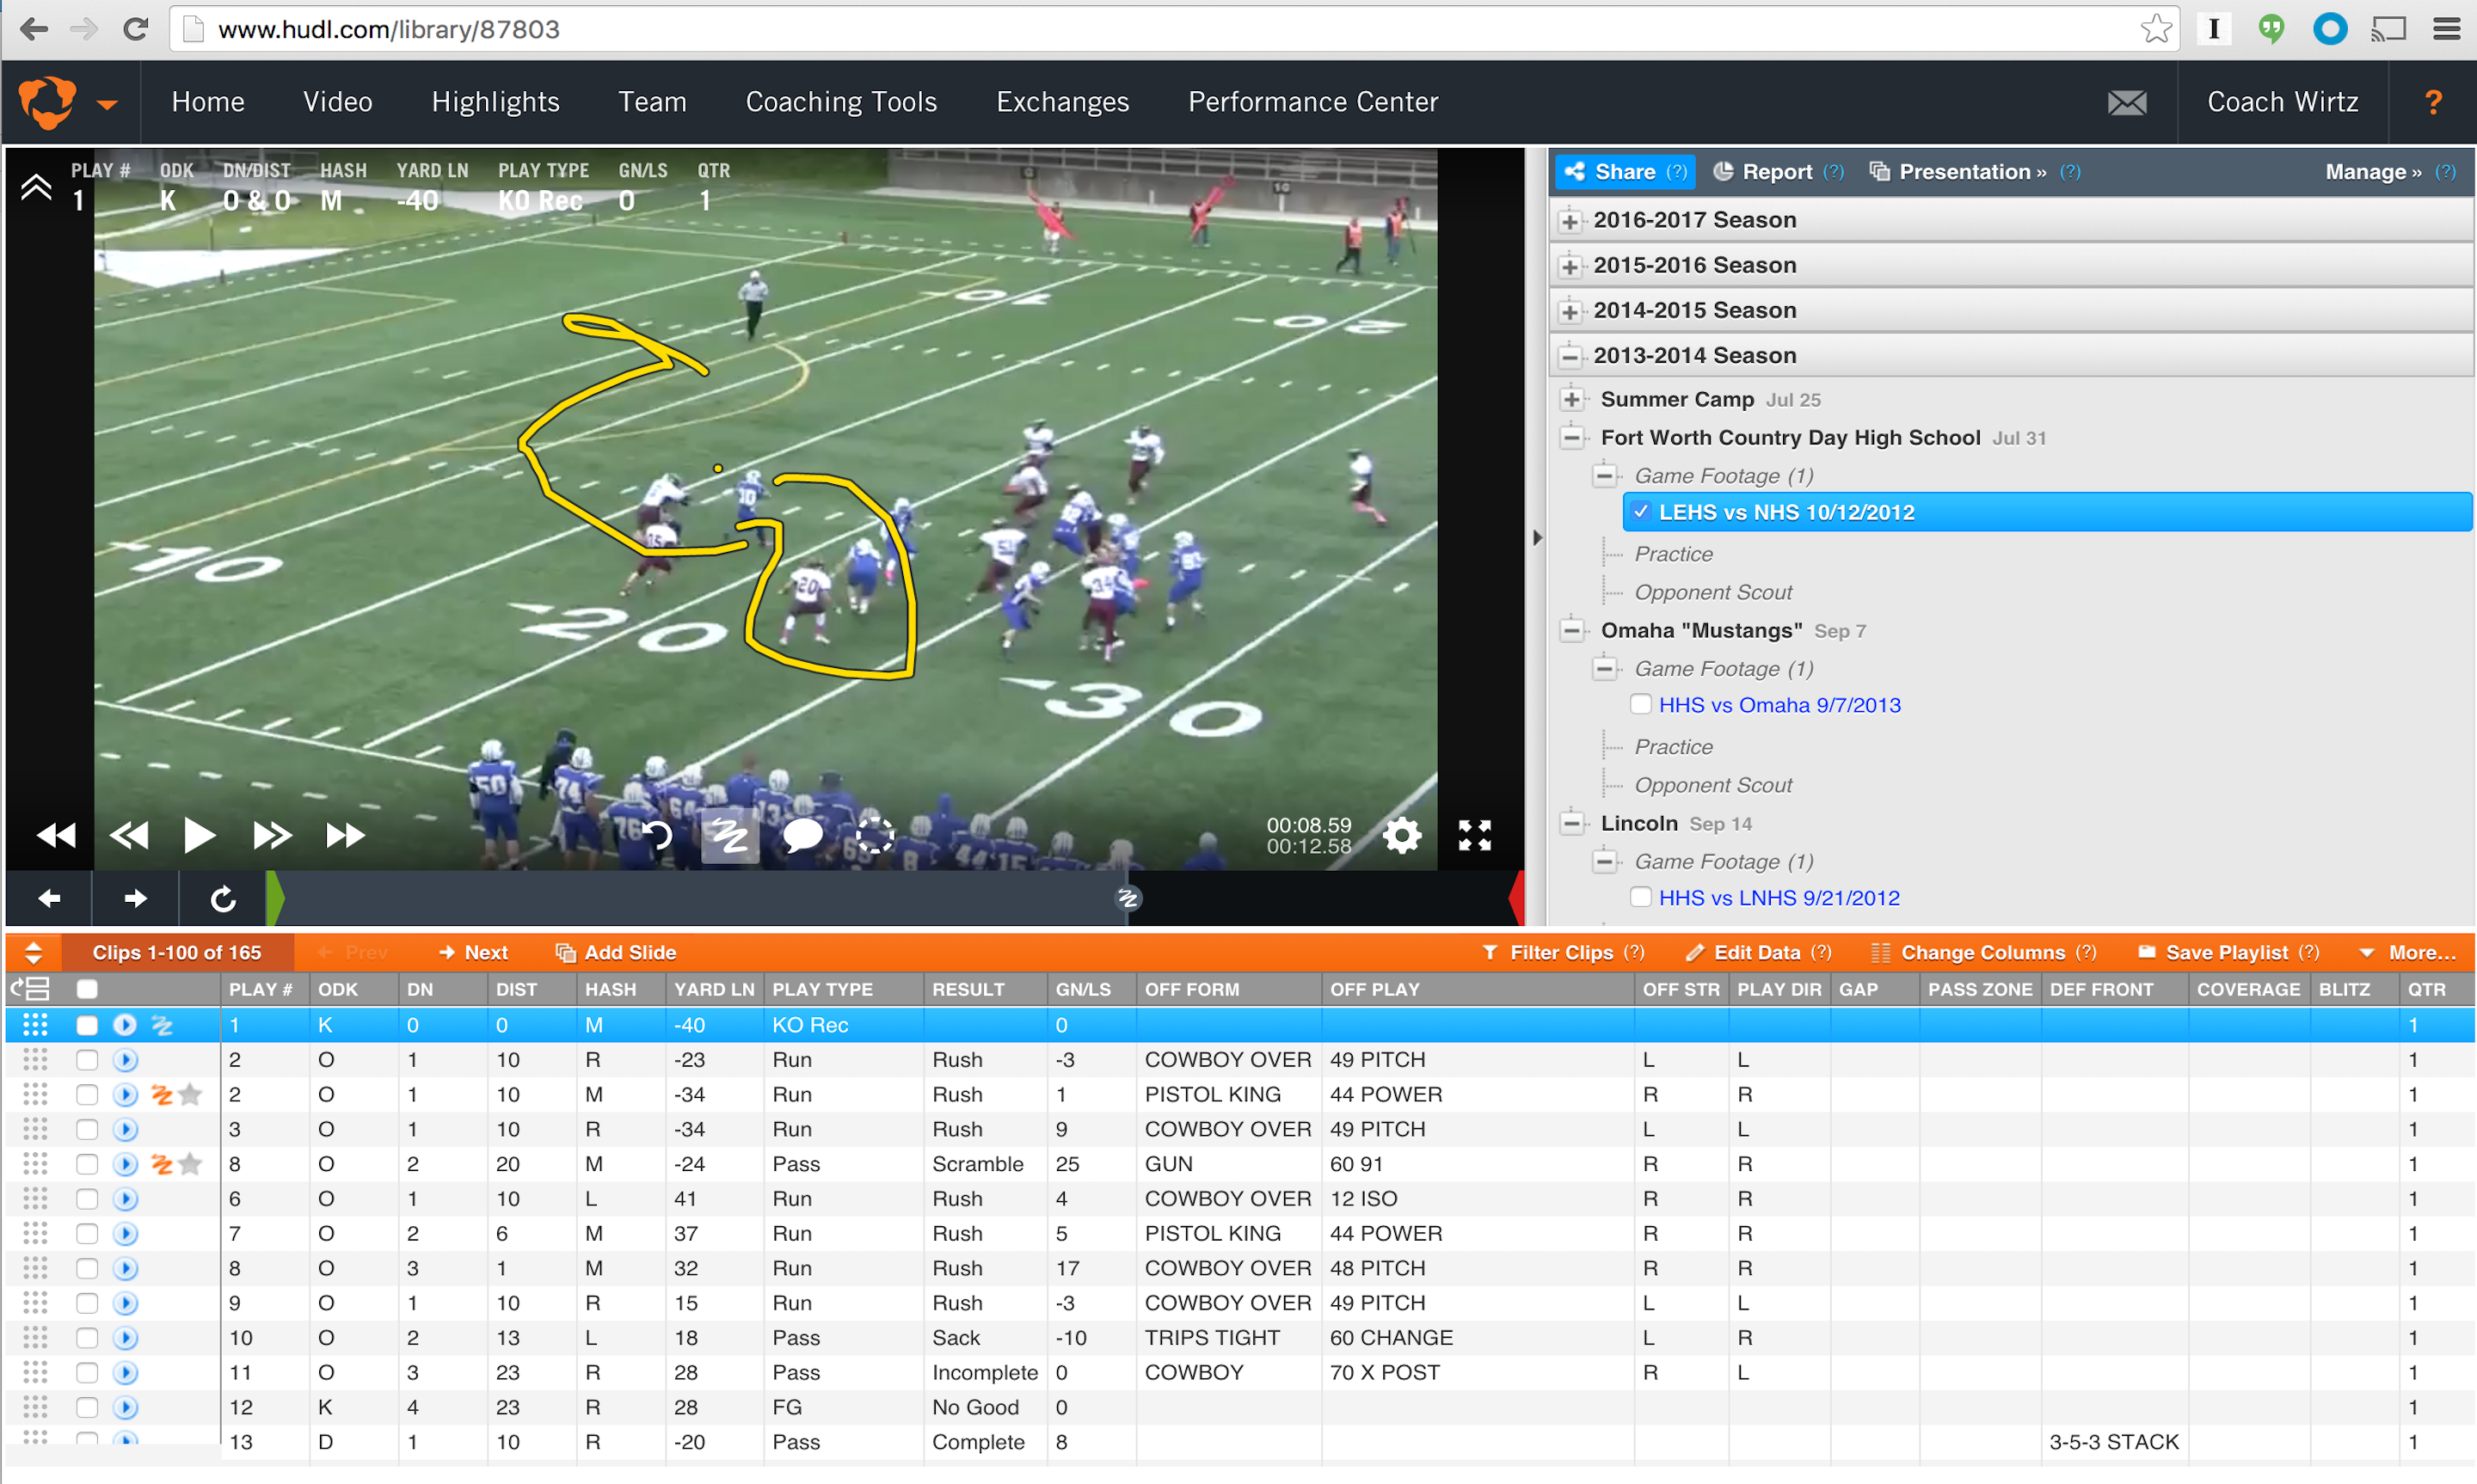 www.hudl.com/library/87803
Home Video Highlights Team Coaching Tools Exchanges Performance Center Coach Wirtz ?
PLAY # ODK DN/DIST HASH YARD LN PLAY TYPE GN/LS QTR
1 K 0 & 0 M -40 KO Rec 0 1
Share (?) Report (?) Presentation » (?) Manage » (?)
2016-2017 Season
2015-2016 Season
2014-2015 Season
2013-2014 Season
Summer Camp Jul 25
Fort Worth Country Day High School Jul 31
Game Footage (1)
LEHS vs NHS 10/12/2012
Practice
Opponent Scout
Omaha "Mustangs" Sep 7
Game Footage (1)
HHS vs Omaha 9/7/2013
Practice
Opponent Scout
Lincoln Sep 14
Game Footage (1)
HHS vs LNHS 9/21/2012
10
20
10
20
30
20
34
50
74
64
13
76
8
44
15
00:08.59
00:12.58
Clips 1-100 of 165 Prev Next Add Slide Filter Clips (?) Edit Data (?) Change Columns (?) Save Playlist (?) More...
PLAY # ODK DN DIST HASH YARD LN PLAY TYPE RESULT GN/LS OFF FORM OFF PLAY OFF STR PLAY DIR GAP PASS ZONE DEF FRONT COVERAGE BLITZ QTR
1 K 0 0 M -40 KO Rec 0 1
2 O 1 10 R -23 Run Rush -3 COWBOY OVER 49 PITCH L L 1
2 O 1 10 M -34 Run Rush 1 PISTOL KING 44 POWER R R 1
3 O 1 10 R -34 Run Rush 9 COWBOY OVER 49 PITCH L L 1
8 O 2 20 M -24 Pass Scramble 25 GUN 60 91 R R 1
6 O 1 10 L 41 Run Rush 4 COWBOY OVER 12 ISO R R 1
7 O 2 6 M 37 Run Rush 5 PISTOL KING 44 POWER R R 1
8 O 3 1 M 32 Run Rush 17 COWBOY OVER 48 PITCH R R 1
9 O 1 10 R 15 Run Rush -3 COWBOY OVER 49 PITCH L L 1
10 O 2 13 L 18 Pass Sack -10 TRIPS TIGHT 60 CHANGE L R 1
11 O 3 23 R 28 Pass Incomplete 0 COWBOY 70 X POST R L 1
12 K 4 23 R 28 FG No Good 0 1
13 D 1 10 R -20 Pass Complete 8 3-5-3 STACK 1